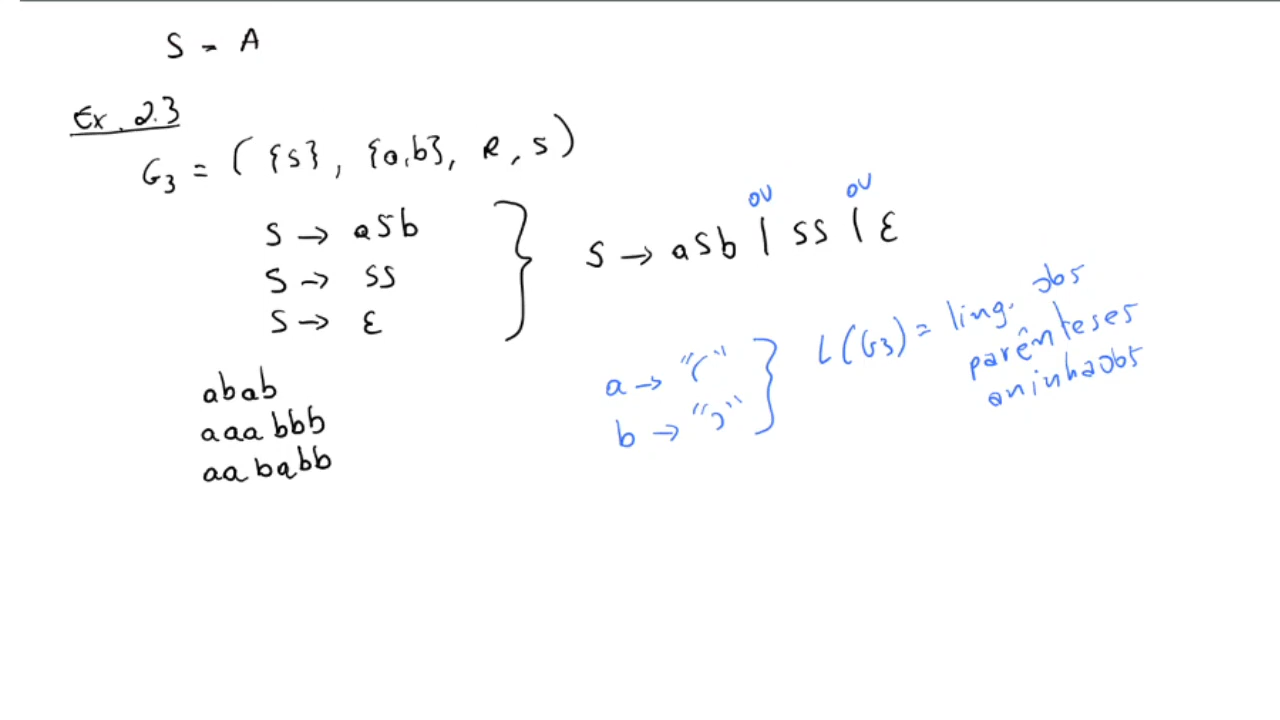 S = A
Ex. 2.3
G3 = ( {S}, {a,b}, R, S )
S → aSb
S → SS
S → ε
ou ou
S → aSb | SS | ε
abab
aaabbb
aababb
a → "("
b → ")"
L(G3) = ling. dos
parênteses
aninhados